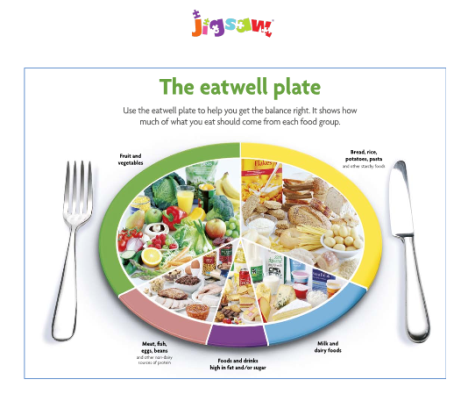 jigsaw
The eatwell plate
Use the eatwell plate to help you get the balance right. It shows how
much of what you eat should come from each food group.
Fruit and
vegetables
Bread, rice,
potatoes, pasta
and other starchy foods
Meat, fish,
eggs, beans
and other non-dairy
sources of protein
Foods and drinks
high in fat and/or sugar
Milk and
dairy foods